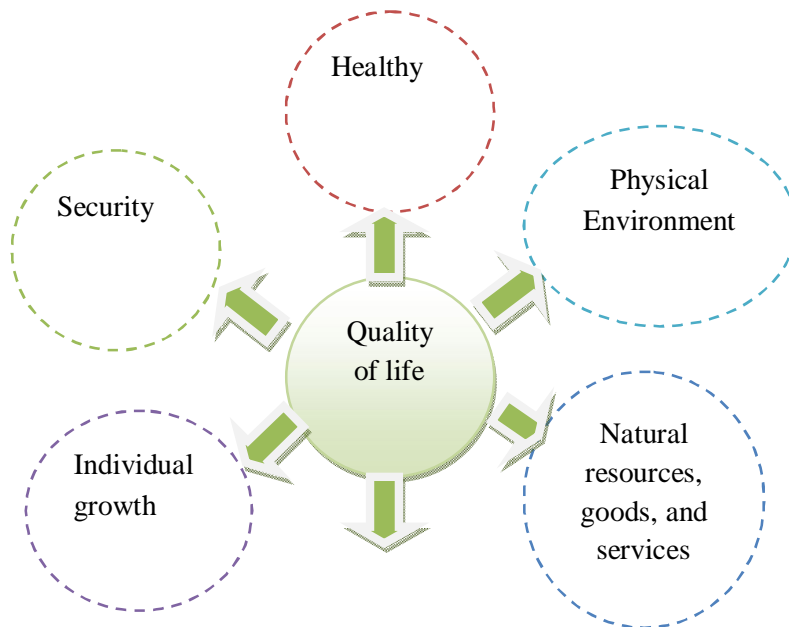 Healthy
Security
Physical
Environment
Quality
of life
Individual
growth
Natural
resources,
goods, and
services